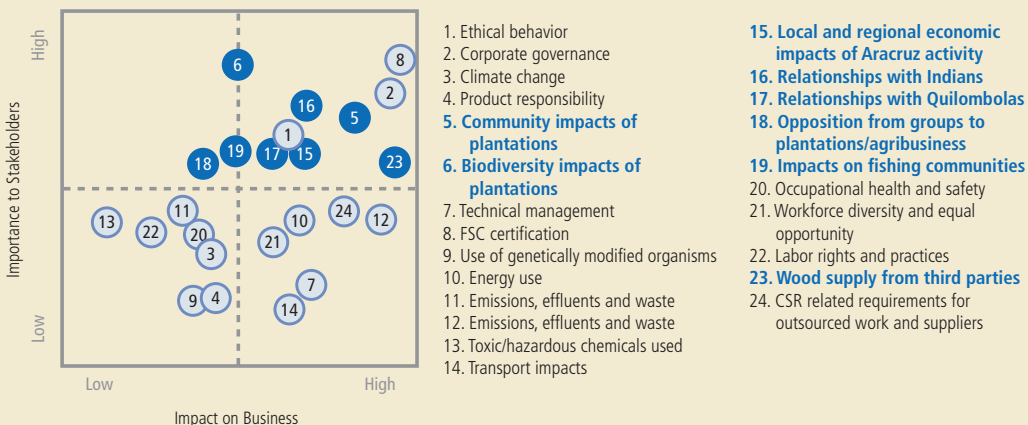 High
Importance to Stakeholders
Low
6
8
2
16
5
1
19
17
15
18
23
13
11
22
20
3
24
12
10
21
7
9
4
14
Low
High
Impact on Business
1. Ethical behavior
2. Corporate governance
3. Climate change
4. Product responsibility
5. Community impacts of
plantations
6. Biodiversity impacts of
plantations
7. Technical management
8. FSC certification
9. Use of genetically modified organisms
10. Energy use
11. Emissions, effluents and waste
12. Emissions, effluents and waste
13. Toxic/hazardous chemicals used
14. Transport impacts
15. Local and regional economic
impacts of Aracruz activity
16. Relationships with Indians
17. Relationships with Quilombolas
18. Opposition from groups to
plantations/agribusiness
19. Impacts on fishing communities
20. Occupational health and safety
21. Workforce diversity and equal
opportunity
22. Labor rights and practices
23. Wood supply from third parties
24. CSR related requirements for
outsourced work and suppliers